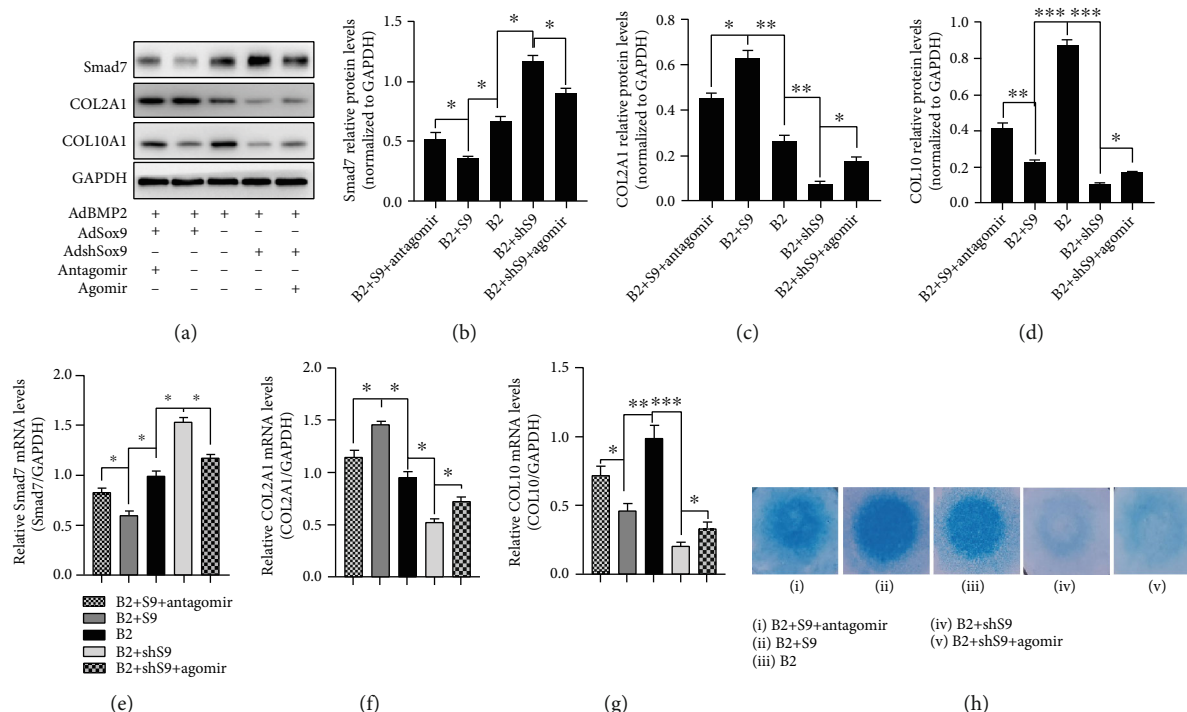 Smad7
COL2A1
COL10A1
GAPDH
AdBMP2 + + + + +
AdSox9 + + – – –
AdshSox9 – – – + +
Antagomir + – – – –
Agomir – – – – +
(a)
Smad7 relative protein levels
(normalized to GAPDH)
1.5
1.0
0.5
0.0
* * * *
B2+S9+antagomir
B2+S9
B2
B2+shS9
B2+shS9+agomir
(b)
COL2A1 relative protein levels
(normalized to GAPDH)
0.8
0.6
0.4
0.2
0.0
* ** ** *
B2+S9+antagomir
B2+S9
B2
B2+shS9
B2+shS9+agomir
(c)
COL10 relative protein levels
(normalized to GAPDH)
1.0
0.8
0.6
0.4
0.2
0.0
** *** *** *
B2+S9+antagomir
B2+S9
B2
B2+shS9
B2+shS9+agomir
(d)
Relative Smad7 mRNA levels
(Smad7/GAPDH)
2.0
1.5
1.0
0.5
0.0
* * * *
B2+S9+antagomir
B2+S9
B2
B2+shS9
B2+shS9+agomir
(e)
Relative COL2A1 mRNA levels
(COL2A1/GAPDH)
2.0
1.5
1.0
0.5
0.0
* * * *
(f)
Relative COL10 mRNA levels
(COL10/GAPDH)
1.5
1.0
0.5
0.0
* ** *** *
(g)
(i) (ii) (iii) (iv) (v)
(i) B2+S9+antagomir
(ii) B2+S9
(iii) B2
(iv) B2+shS9
(v) B2+shS9+agomir
(h)